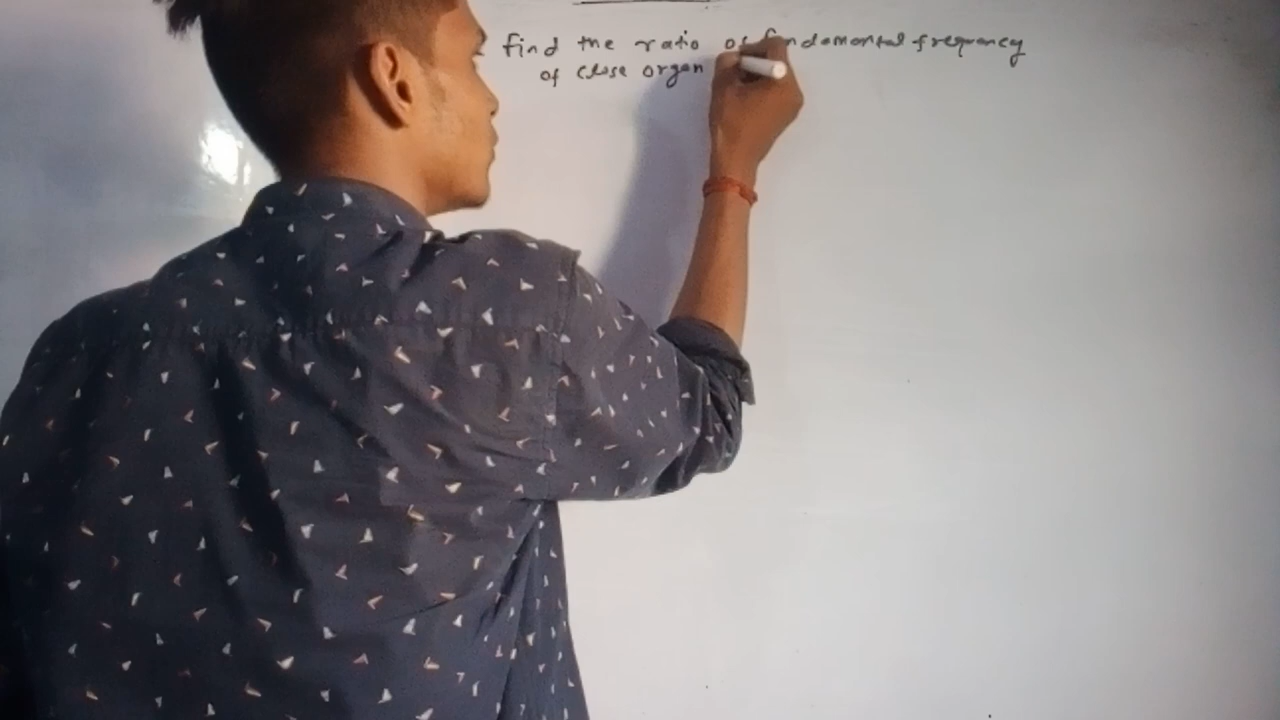 find the ratio of fundamental frequency
of close organ